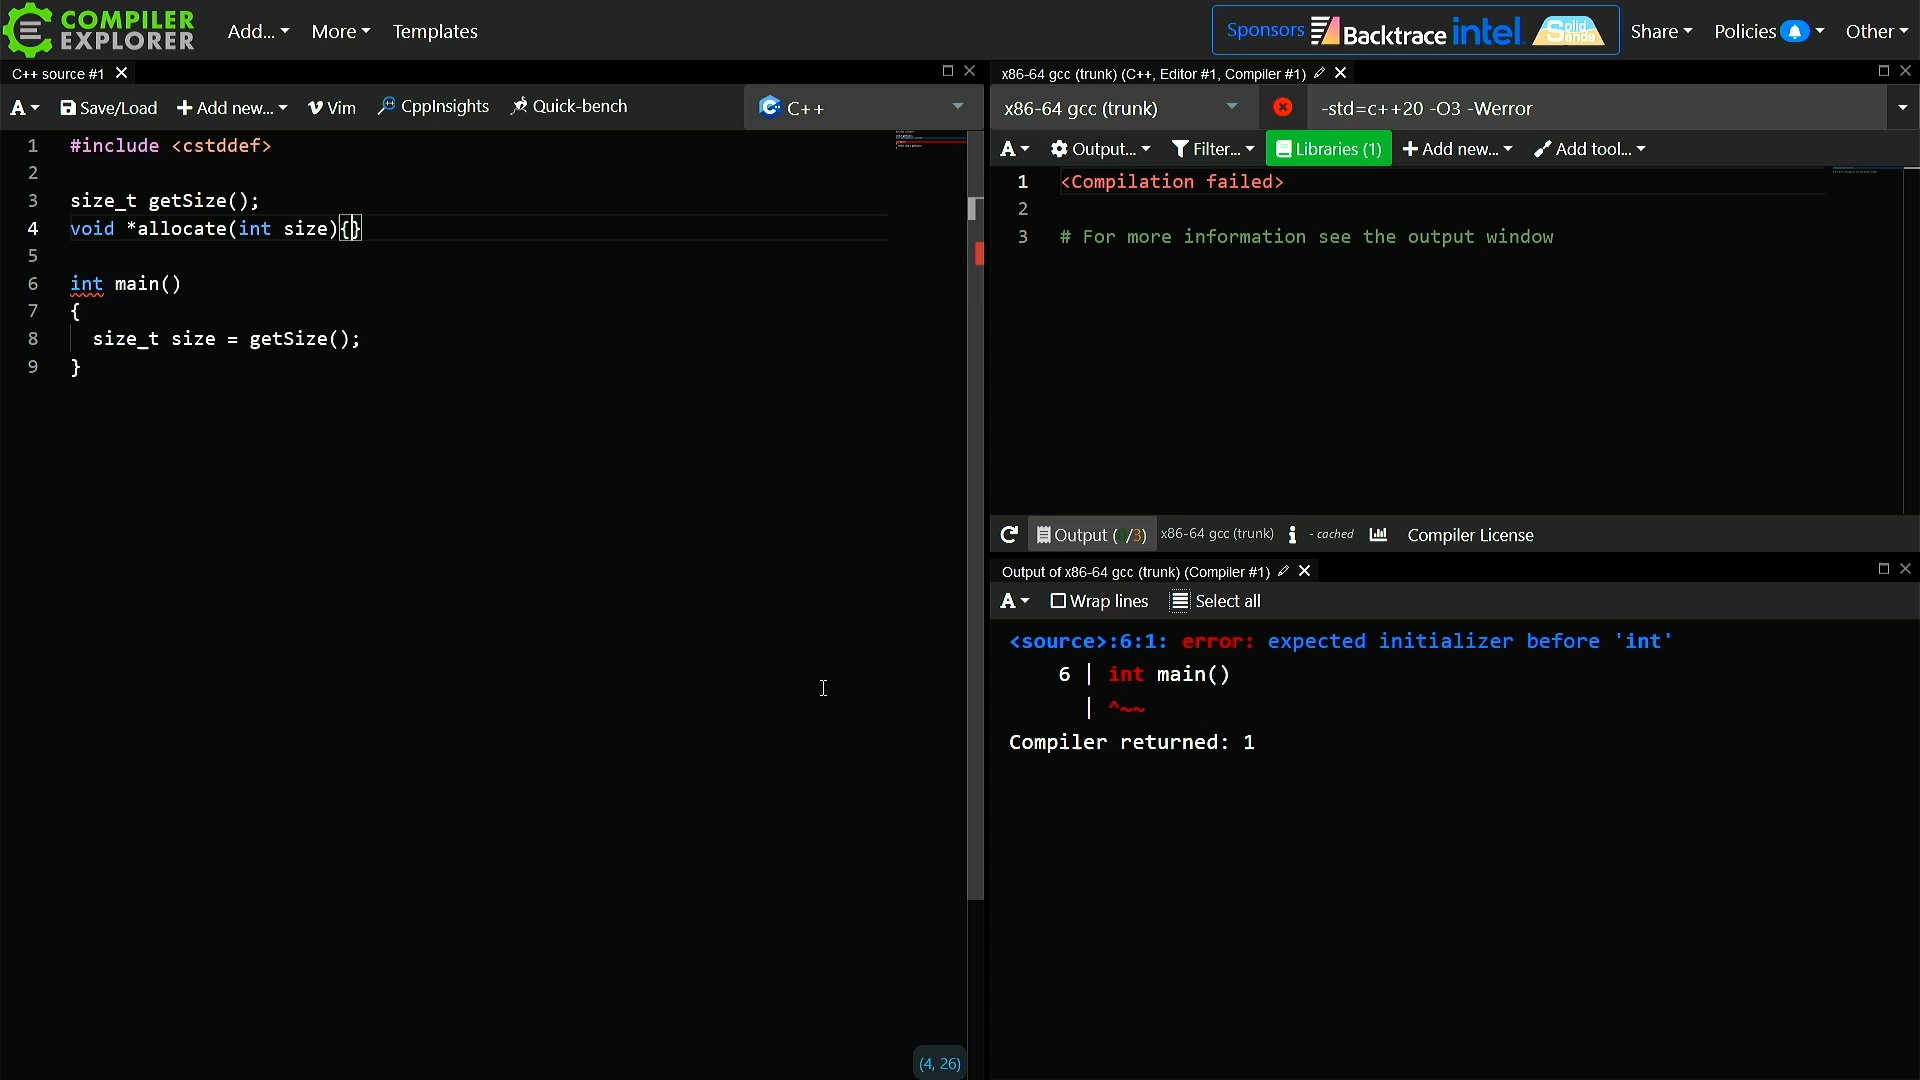 COMPILER
EXPLORER
Add...
More
Templates
Sponsors
Backtrace
intel
Solid
Sands
Share
Policies
Other
C++ source #1
x86-64 gcc (trunk) (C++, Editor #1, Compiler #1)
A
Save/Load
Add new...
Vim
CppInsights
Quick-bench
C++
x86-64 gcc (trunk)
-std=c++20 -O3 -Werror
A
Output...
Filter...
Libraries (1)
Add new...
Add tool...
1 #include <cstddef>
2
3 size_t getSize();
4 void *allocate(int size){}
5
6 int main()
7 {
8 size_t size = getSize();
9 }
(4, 26)
1 <Compilation failed>
2
3 # For more information see the output window
Output ( /3)
x86-64 gcc (trunk)
- cached
Compiler License
Output of x86-64 gcc (trunk) (Compiler #1)
A
Wrap lines
Select all
<source>:6:1: error: expected initializer before 'int'
6 | int main()
| ^~~
Compiler returned: 1